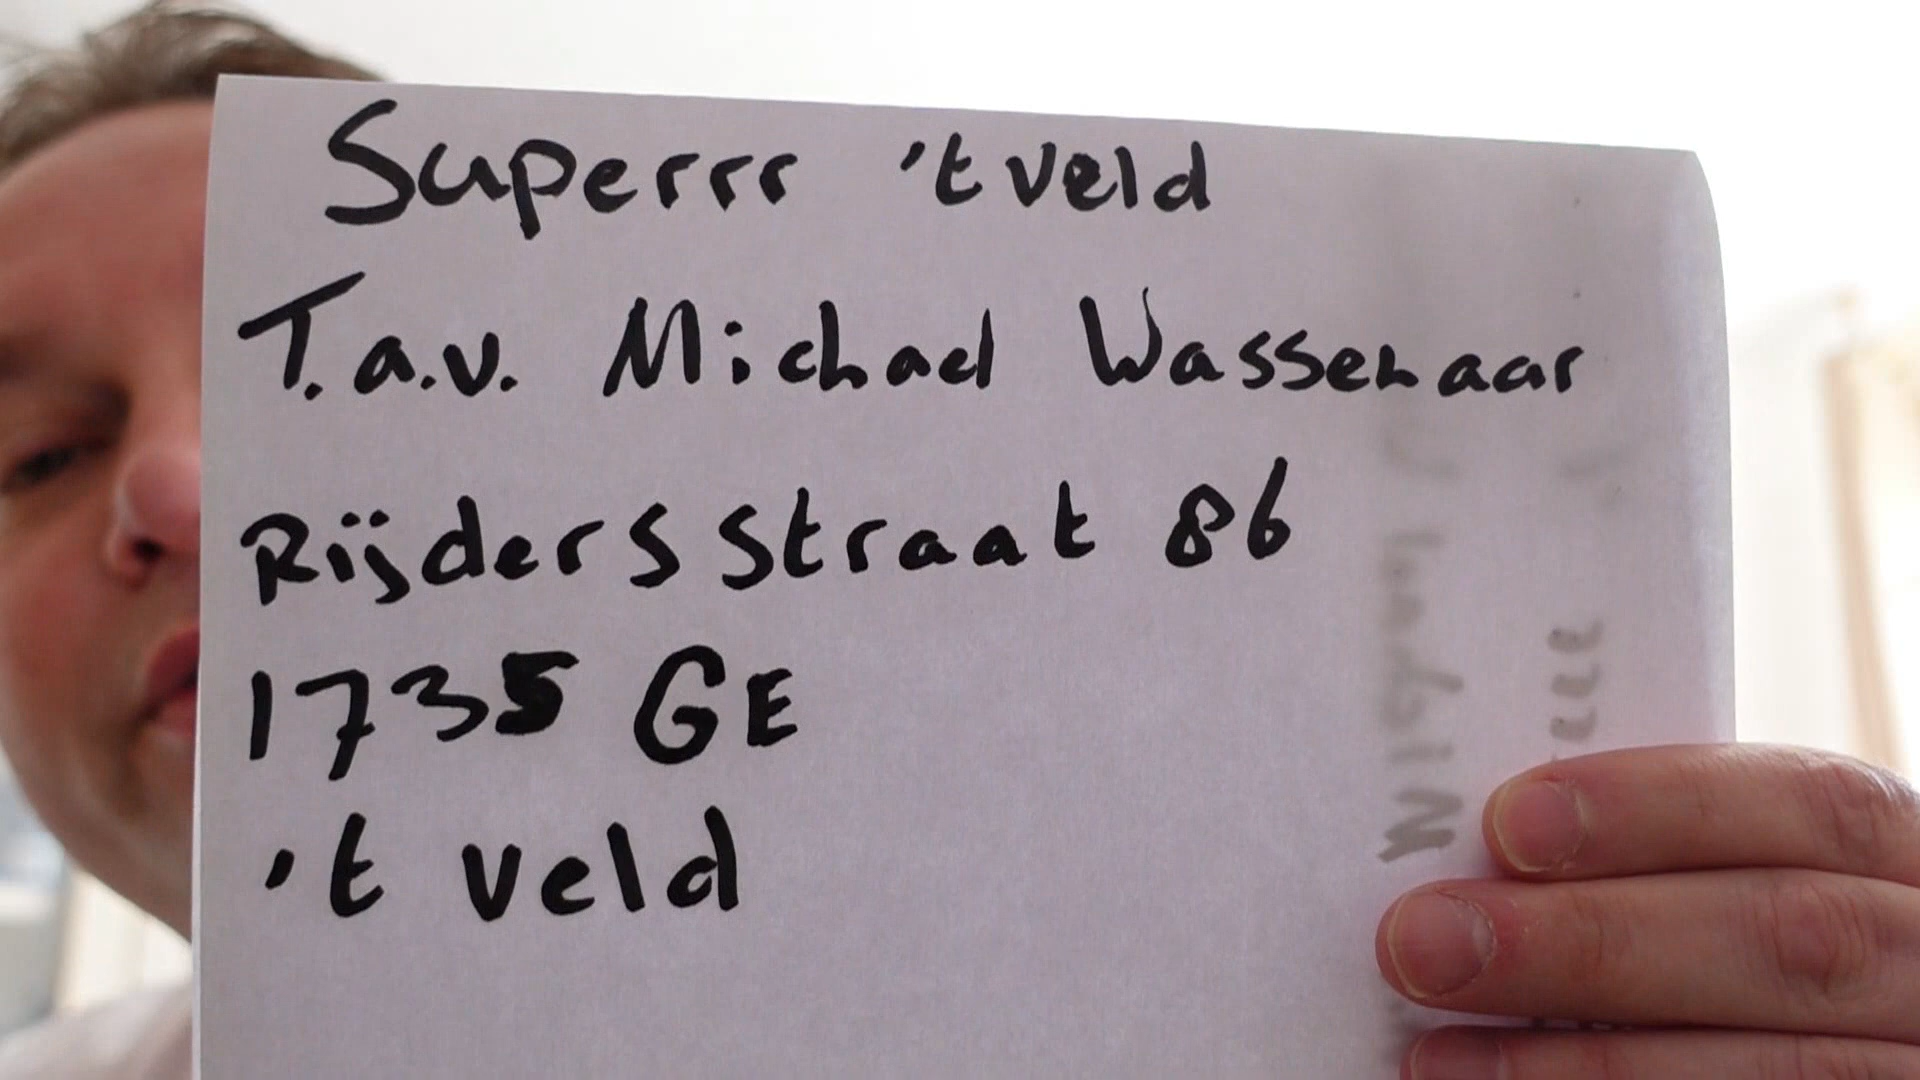 Superrr 't veld
T.a.v. Michael Wassenaar
Rijdersstraat 86
1735 GE
't veld